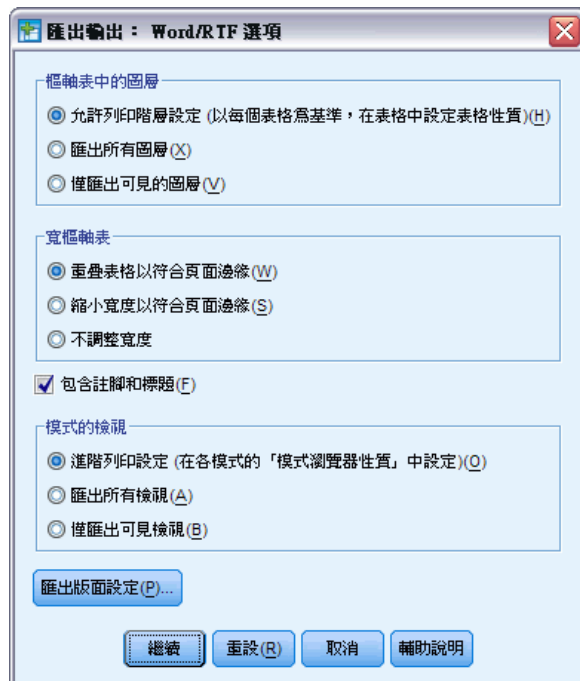 匯出輸出： Word/RTF 選項
樞軸表中的圖層
允許列印階層設定 (以每個表格為基準，在表格中設定表格性質)(H)
匯出所有圖層(X)
僅匯出可見的圖層(V)
寬樞軸表
重疊表格以符合頁面邊緣(W)
縮小寬度以符合頁面邊緣(S)
不調整寬度
包含註腳和標題(F)
模式的檢視
進階列印設定 (在各模式的「模式瀏覽器性質」中設定)(O)
匯出所有檢視(A)
僅匯出可見檢視(B)
匯出版面設定(P)...
繼續 重設(R) 取消 輔助說明